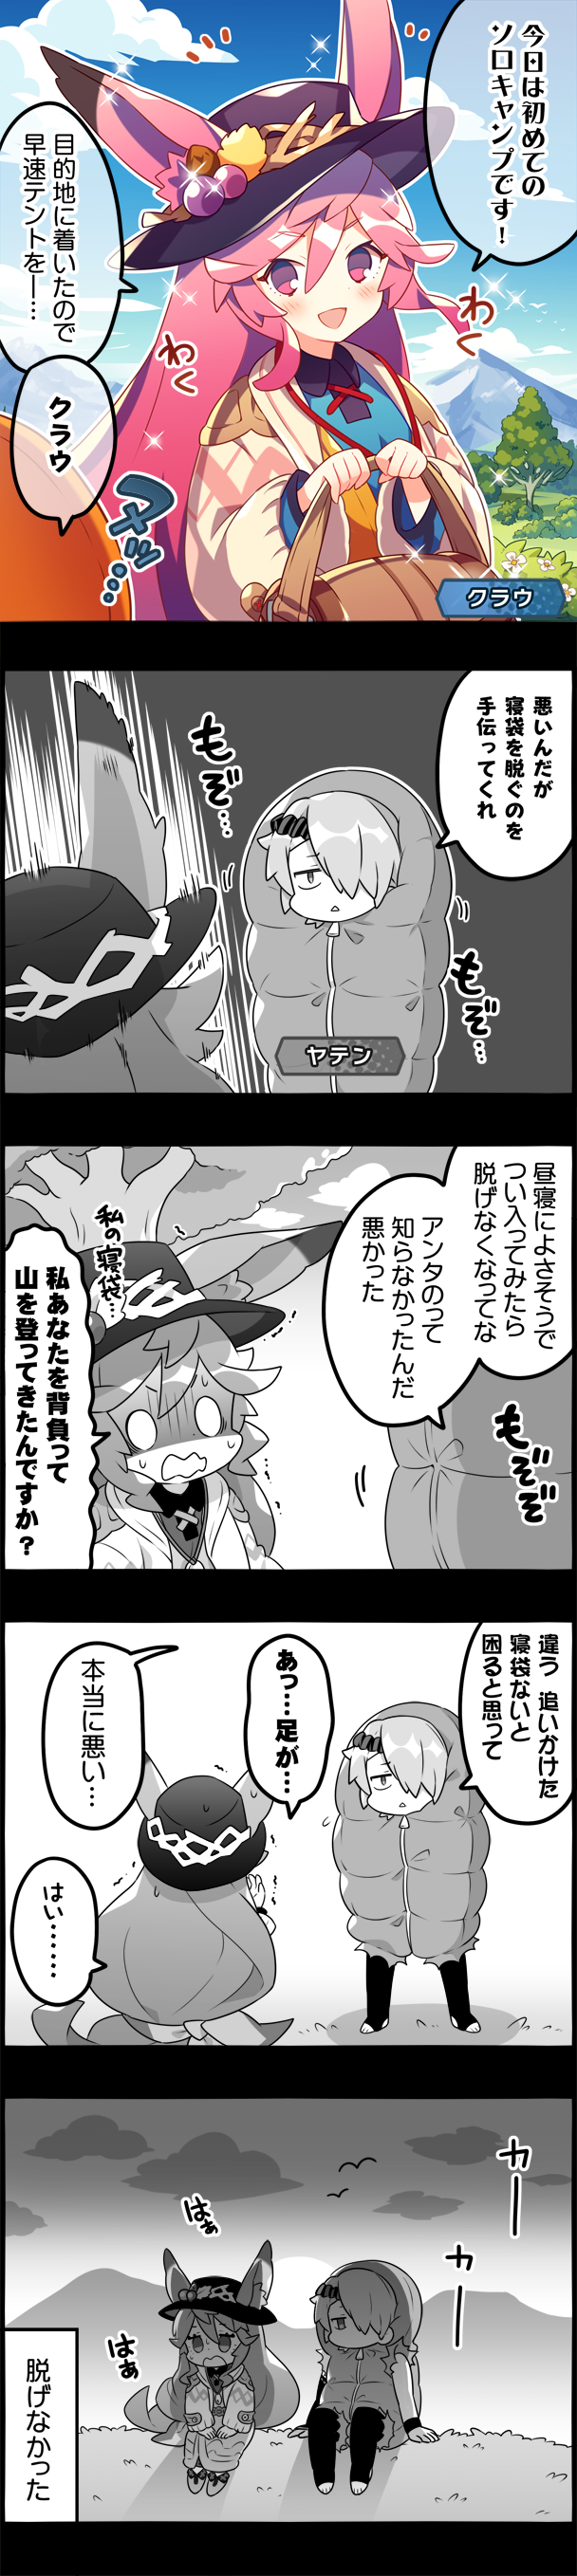 今日は初めての
ソロキャンプです!
わく
わく
目的地に着いたので
早速テントをー…
クラウ
ヌッ…
クラウ
悪いんだが
寝袋を脱ぐのを
手伝ってくれ
もぞ…
もぞ…
ヤテン
昼寝によさそうで
つい入ってみたら
脱げなくなってな
アンタのって
知らなかったんだ
悪かった
もぞぞ
私の寝袋…
私あなたを背負って
山を登ってきたんですか?
違う 追いかけた
寝袋ないと
困ると思って
あっ…足が…
本当に悪い…
はい……
カー
カー
はぁ
はぁ
脱げなかった